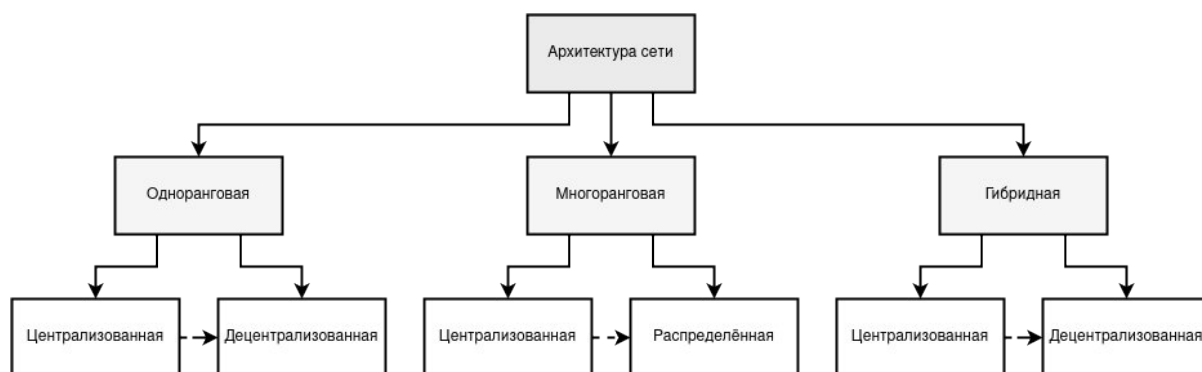 Архитектура сети
Одноранговая
Многоранговая
Гибридная
Централизованная
Децентрализованная
Централизованная
Распределённая
Централизованная
Децентрализованная